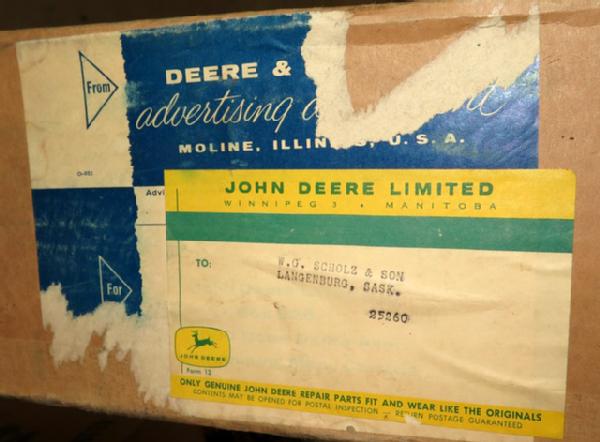 From
DEERE &
advertising
MOLINE, ILLIN S, U. S. A.
Advi
For
JOHN DEERE LIMITED
WINNIPEG 3 • MANITOBA
TO:
W.G. SCHOLZ & SON
LANGENBURG, SASK.
25260
JOHN DEERE
Form 13
ONLY GENUINE JOHN DEERE REPAIR PARTS FIT AND WEAR LIKE THE ORIGINALS
CONTENTS MAY BE OPENED FOR POSTAL INSPECTION — RETURN POSTAGE GUARANTEED